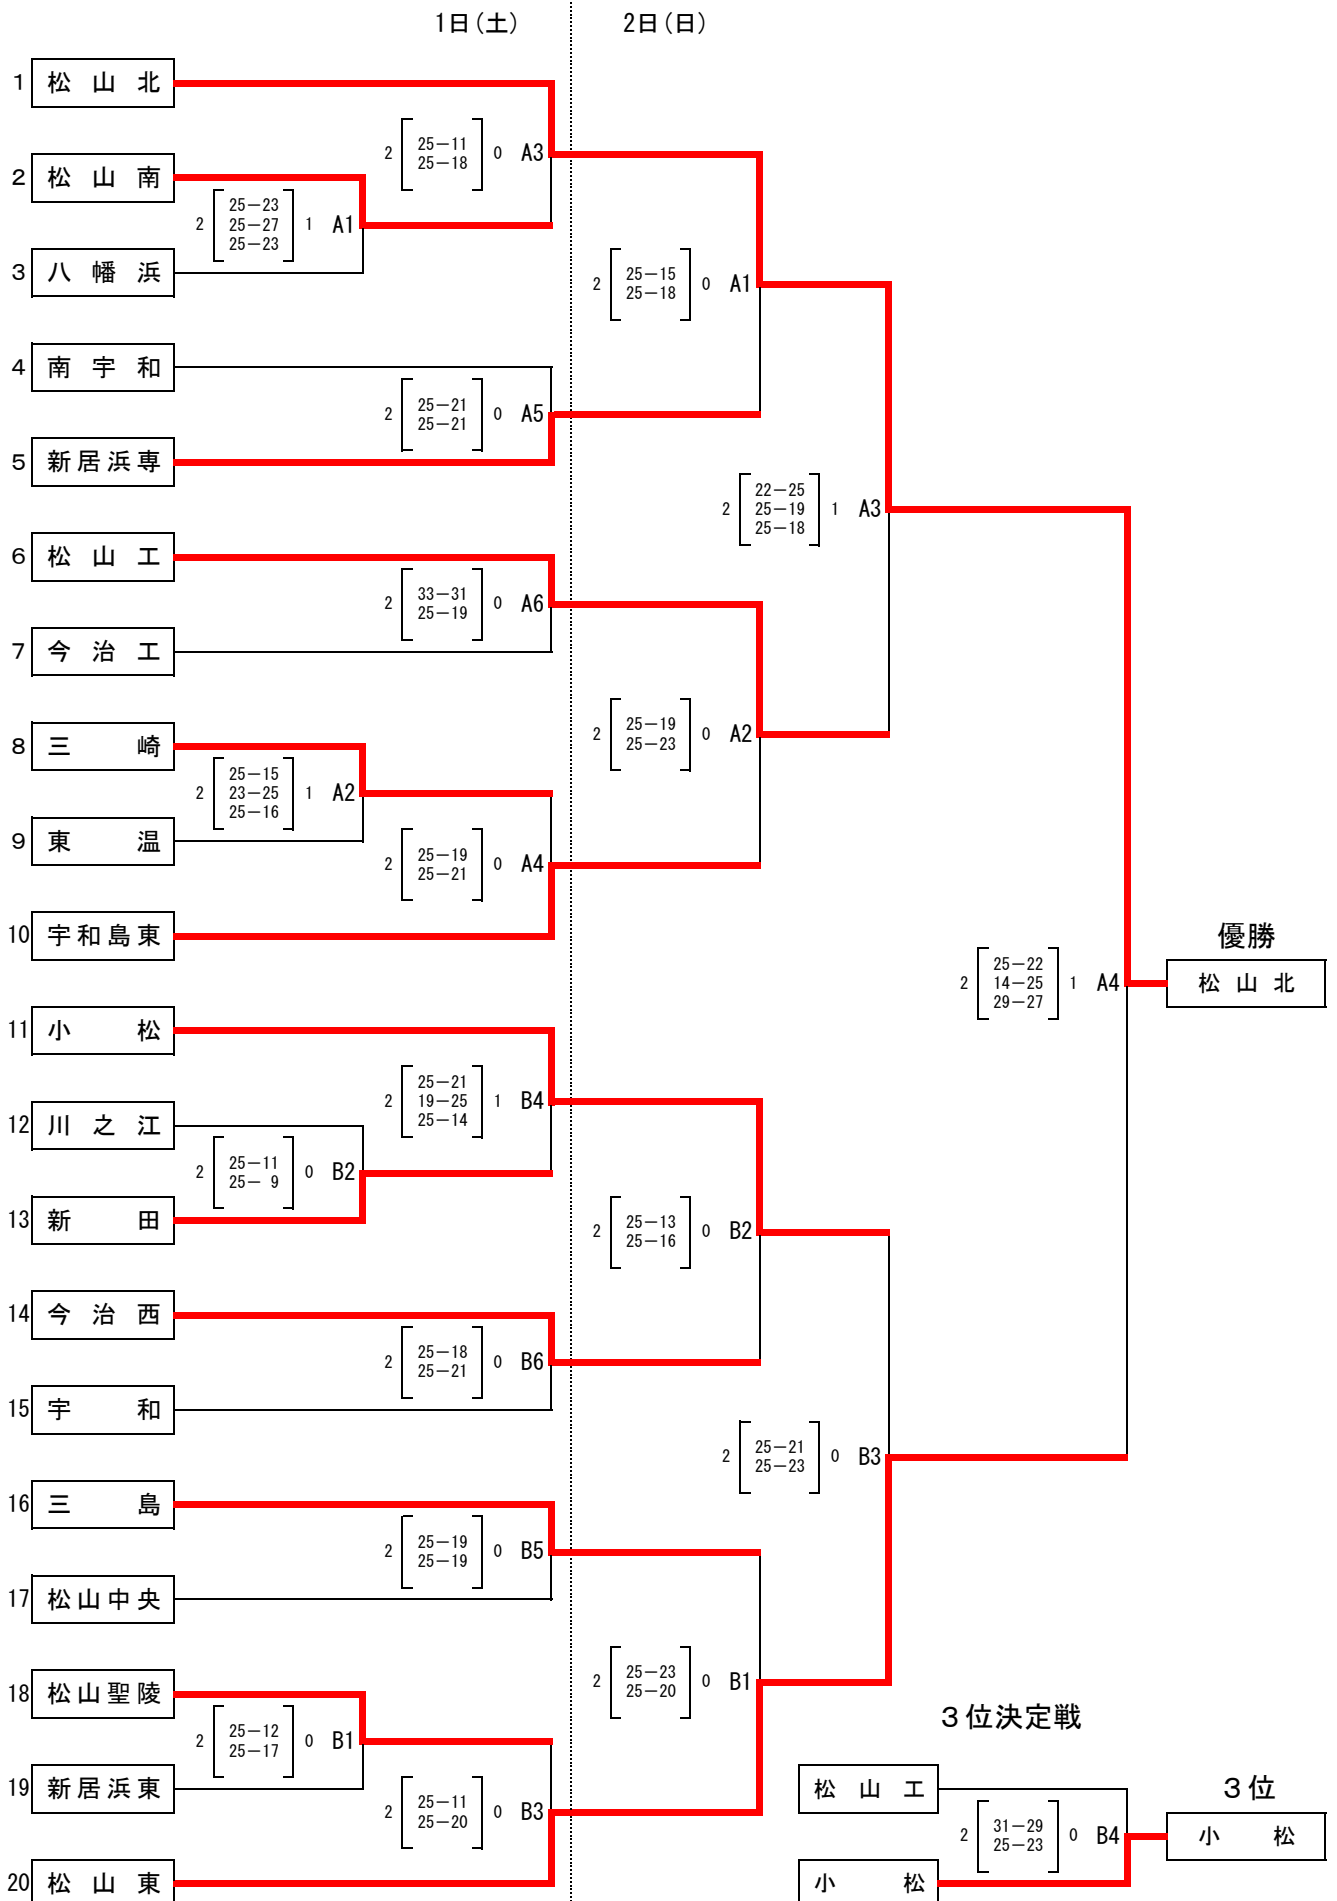 1日(土) 2日(日)
1 松山北
2 [ 25－11 ] 0 A3
25－18
2 松山南
2 [ 25－23 ] 1 A1
25－27
25－23
3 八幡浜
2 [ 25－15 ] 0 A1
25－18
4 南宇和
2 [ 25－21 ] 0 A5
25－21
5 新居浜専
2 [ 22－25 ] 1 A3
25－19
25－18
6 松山工
2 [ 33－31 ] 0 A6
25－19
7 今治工
2 [ 25－19 ] 0 A2
25－23
8 三崎
2 [ 25－15 ] 1 A2
23－25
25－16
9 東温
2 [ 25－19 ] 0 A4
25－21
10 宇和島東
優勝
2 [ 25－22 ] 1 A4
14－25
29－27
松山北
11 小松
2 [ 25－21 ] 1 B4
19－25
25－14
12 川之江
2 [ 25－11 ] 0 B2
25－ 9
13 新田
2 [ 25－13 ] 0 B2
25－16
14 今治西
2 [ 25－18 ] 0 B6
25－21
15 宇和
2 [ 25－21 ] 0 B3
25－23
16 三島
2 [ 25－19 ] 0 B5
25－19
17 松山中央
2 [ 25－23 ] 0 B1
25－20
18 松山聖陵
2 [ 25－12 ] 0 B1
25－17
19 新居浜東
2 [ 25－11 ] 0 B3
25－20
20 松山東
３位決定戦
松山工
３位
2 [ 31－29 ] 0 B4
25－23
小松
小松